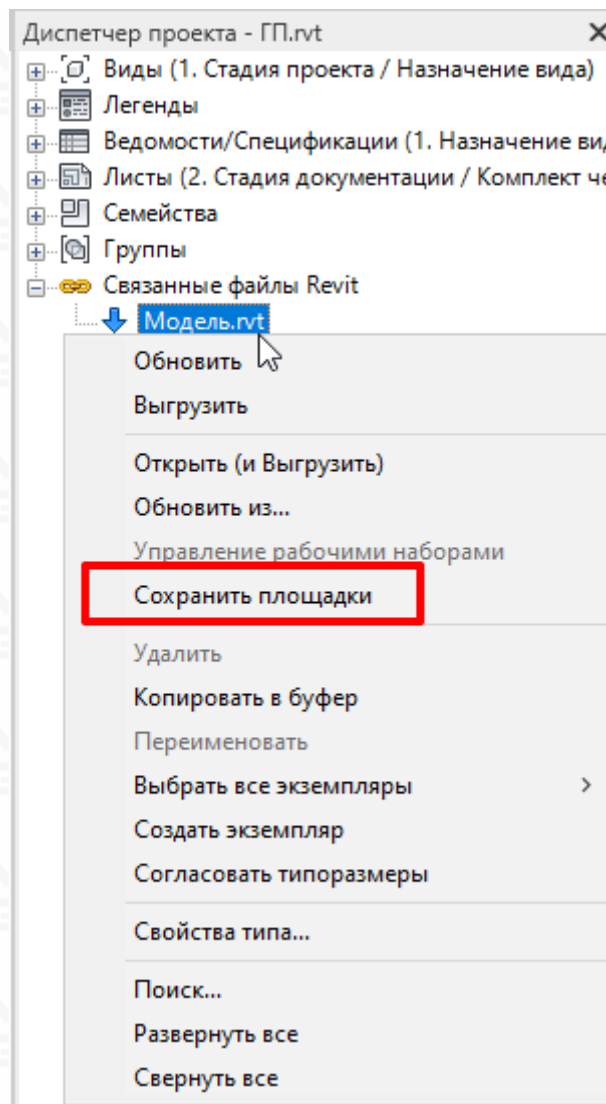 Диспетчер проекта - ГП.rvt
Виды (1. Стадия проекта / Назначение вида)
Легенды
Ведомости/Спецификации (1. Назначение ви
Листы (2. Стадия документации / Комплект че
Семейства
Группы
Связанные файлы Revit
Модель.rvt
Обновить
Выгрузить
Открыть (и Выгрузить)
Обновить из...
Управление рабочими наборами
Сохранить площадки
Удалить
Копировать в буфер
Переименовать
Выбрать все экземпляры
Создать экземпляр
Согласовать типоразмеры
Свойства типа...
Поиск...
Развернуть все
Свернуть все